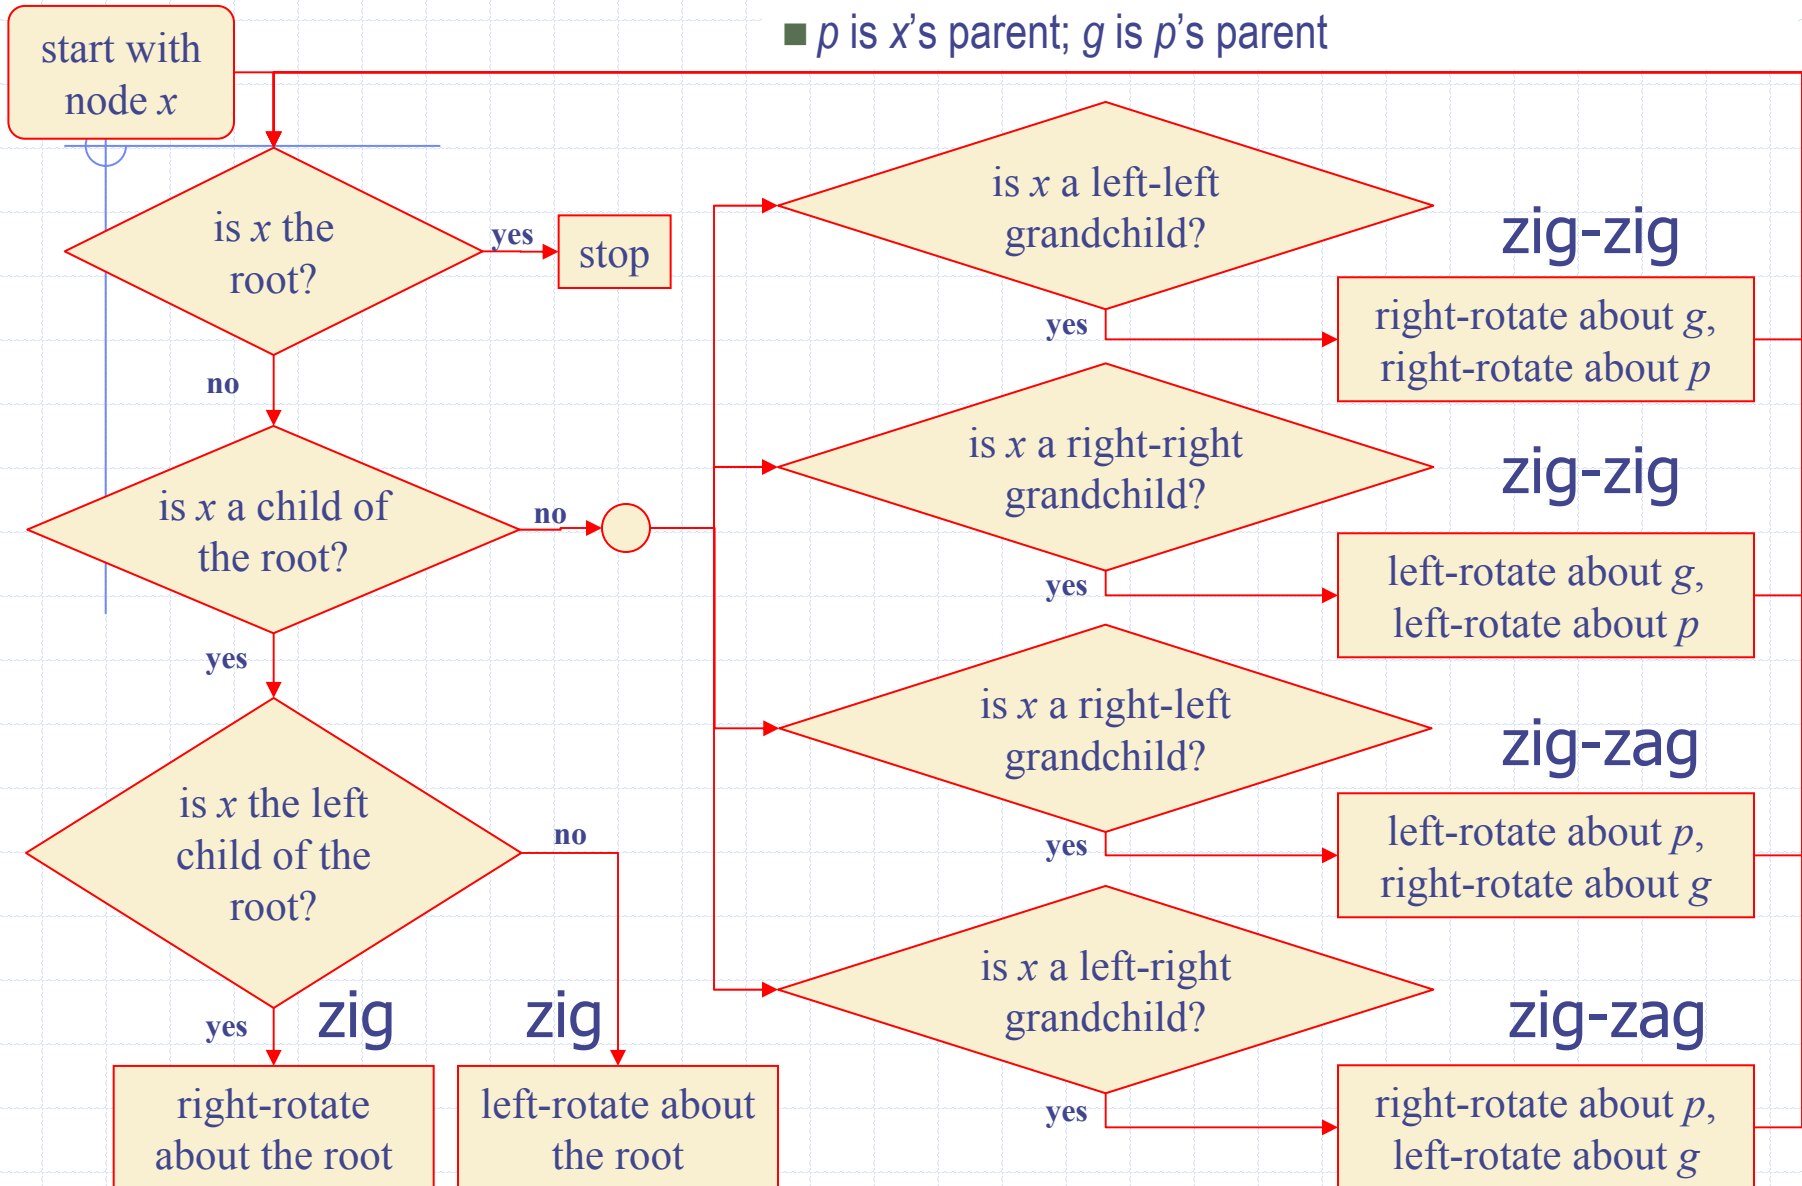 ■ p is x’s parent; g is p’s parent
start with
node x
is x the
root?
yes
stop
no
is x a child of
the root?
no
yes
is x the left
child of the
root?
no
yes
zig
zig
right-rotate
about the root
left-rotate about
the root
is x a left-left
grandchild?
zig-zig
yes
right-rotate about g,
right-rotate about p
is x a right-right
grandchild?
zig-zig
yes
left-rotate about g,
left-rotate about p
is x a right-left
grandchild?
zig-zag
yes
left-rotate about p,
right-rotate about g
is x a left-right
grandchild?
zig-zag
yes
right-rotate about p,
left-rotate about g